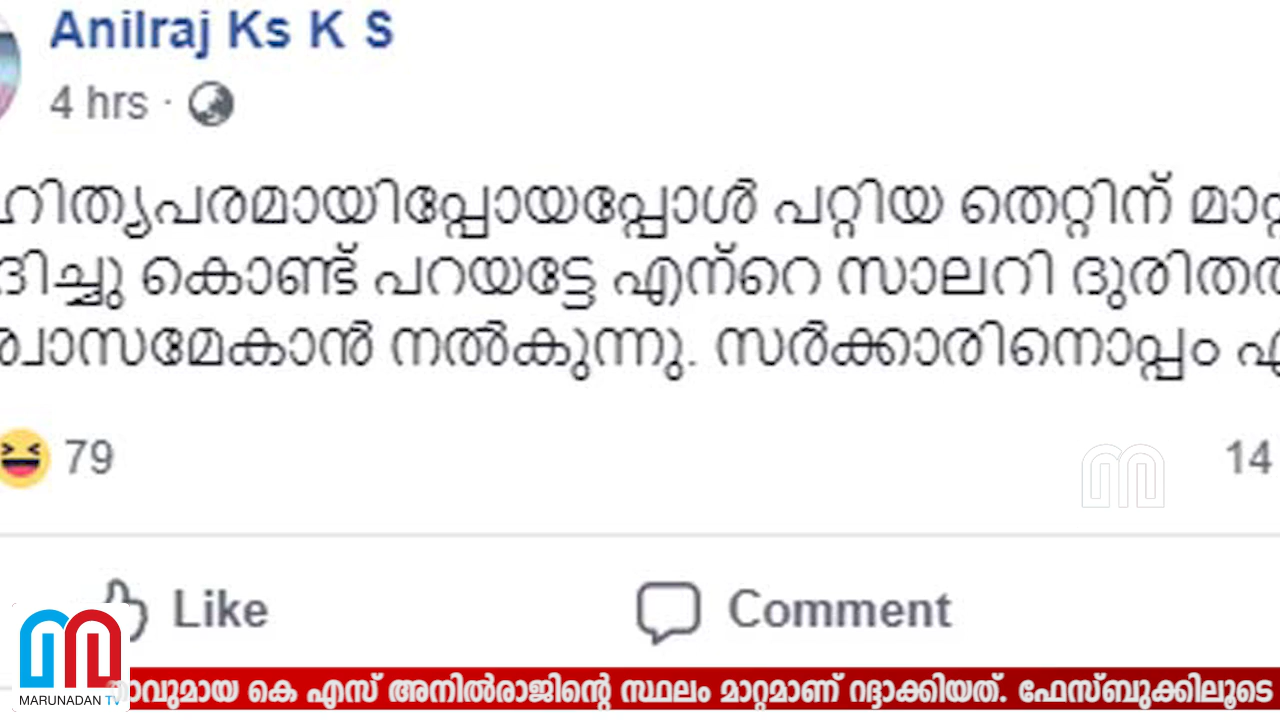 Anilraj Ks K S
4 hrs ·
ഹിത്യപരമായിപ്പോയപ്പോൾ പറ്റിയ തെറ്റിന്
കൊണ്ട് പറയട്ടേ എന്റെ സാലറി
നൽകുന്നു. സർക്കാരിനൊപ്പം
79
14
Like
Comment
MARUNADAN TV
കെ എസ് അനിൽരാജിന്റെ സ്ഥലം മാറ്റമാണ് റദ്ദാക്കിയത്. ഫേസ്ബുക്കിലൂടെ